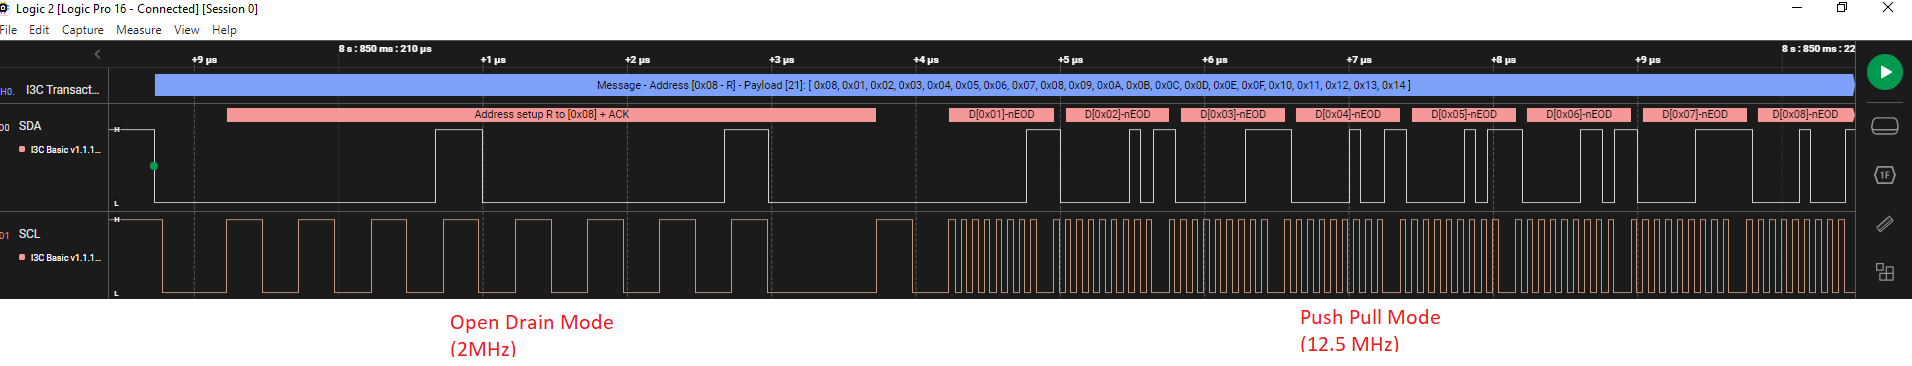 Logic 2 [Logic Pro 16 - Connected] [Session 0]
File Edit Capture Measure View Help
8 s : 850 ms : 210 µs
8 s : 850 ms : 22
+9 µs +1 µs +2 µs +3 µs +4 µs +5 µs +6 µs +7 µs +8 µs +9 µs
H0. I3C Transact...
Message - Address [0x08 - R] - Payload [21]: [ 0x08, 0x01, 0x02, 0x03, 0x04, 0x05, 0x06, 0x07, 0x08, 0x09, 0x0A, 0x0B, 0x0C, 0x0D, 0x0E, 0x0F, 0x10, 0x11, 0x12, 0x13, 0x14 ]
Address setup R to [0x08] + ACK
D[0x01]-nEOD D[0x02]-nEOD D[0x03]-nEOD D[0x04]-nEOD D[0x05]-nEOD D[0x06]-nEOD D[0x07]-nEOD D[0x08]-nEOD
D0 SDA
H
I3C Basic v1.1.1...
1F
L
H
D1 SCL
I3C Basic v1.1.1...
L
Open Drain Mode
(2MHz)
Push Pull Mode
(12.5 MHz)